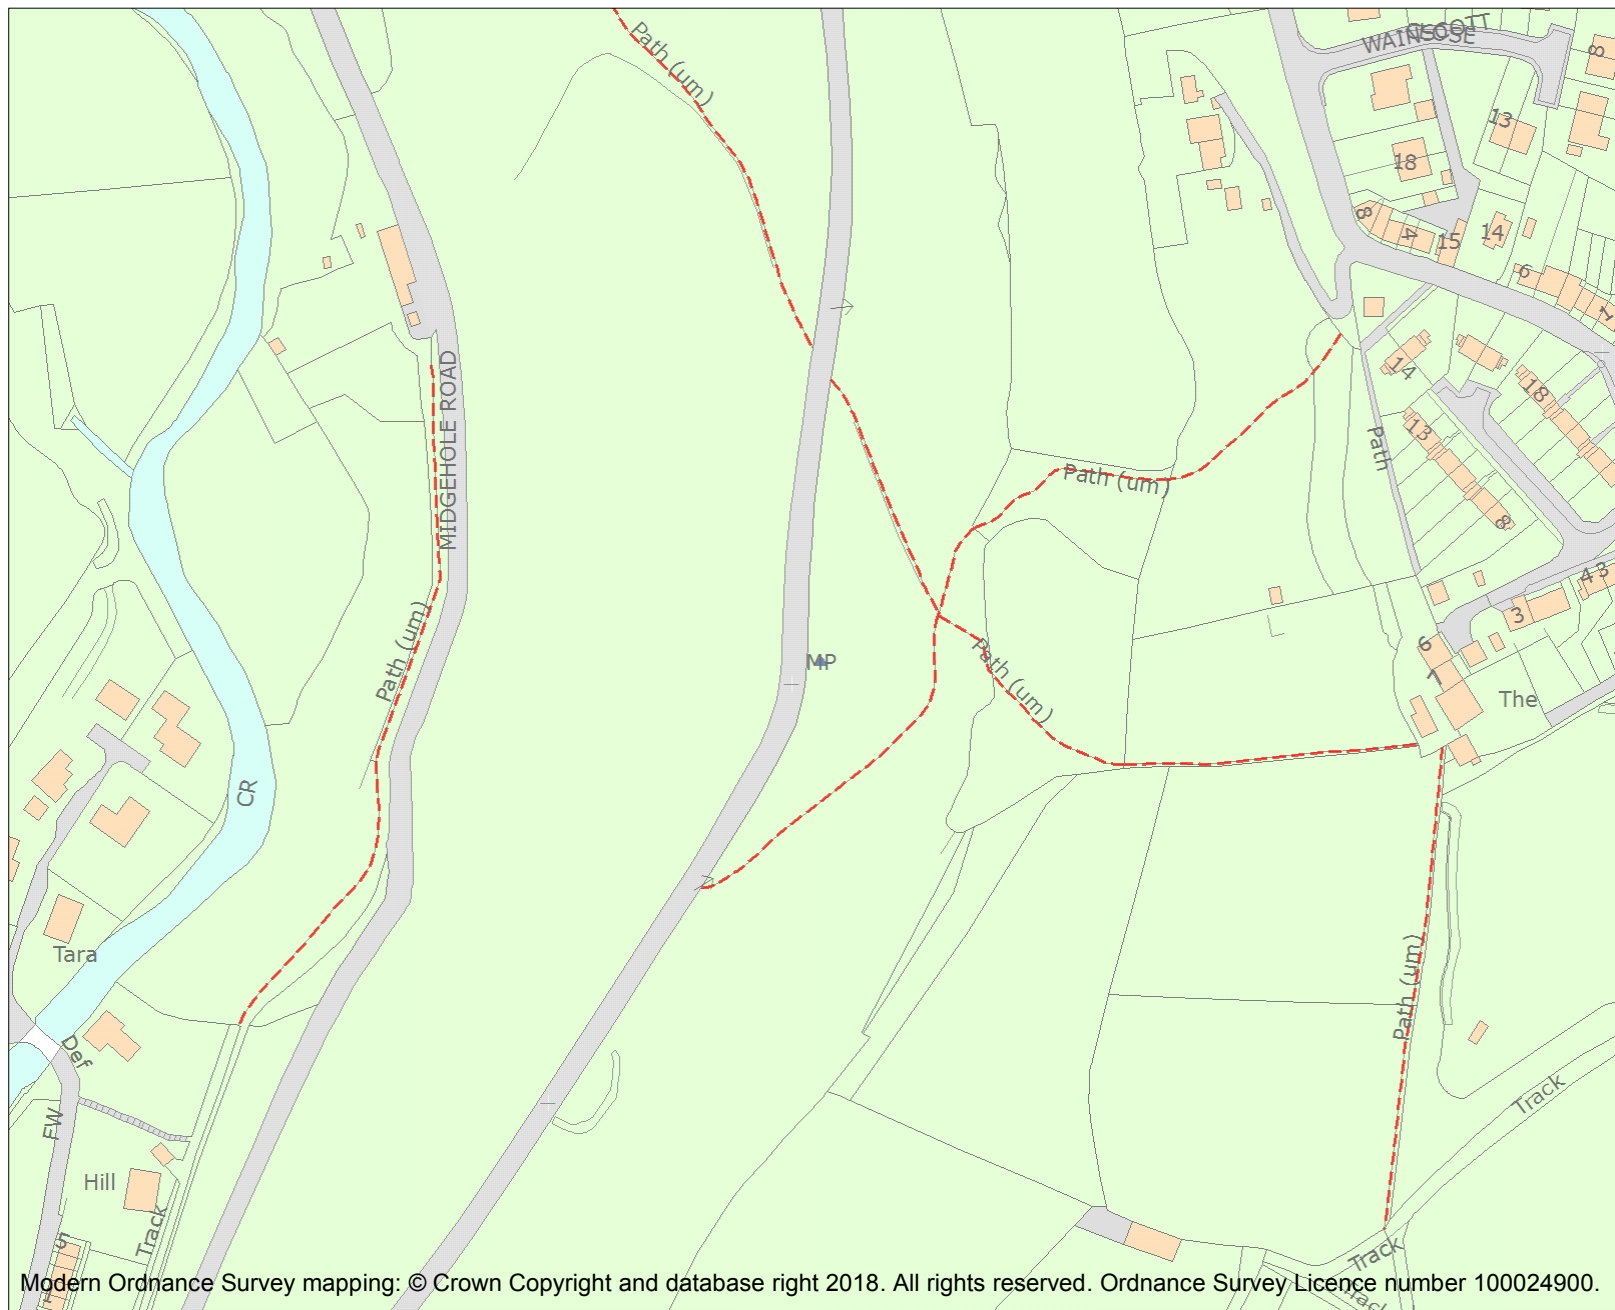 Path (um)
WAINSCOTT
CLOSE
8
13
18
8
4
15
14
6
1
MIDGEHOLE ROAD
14
18
Path
13
Path (um)
8
4
3
3
Path (um)
MP
Path (um)
6
7
The
CR
Tara
Path (um)
Def
Track
FW
Hill
Track
5
Track
Track
Modern Ordnance Survey mapping: © Crown Copyright and database right 2018. All rights reserved. Ordnance Survey Licence number 100024900.